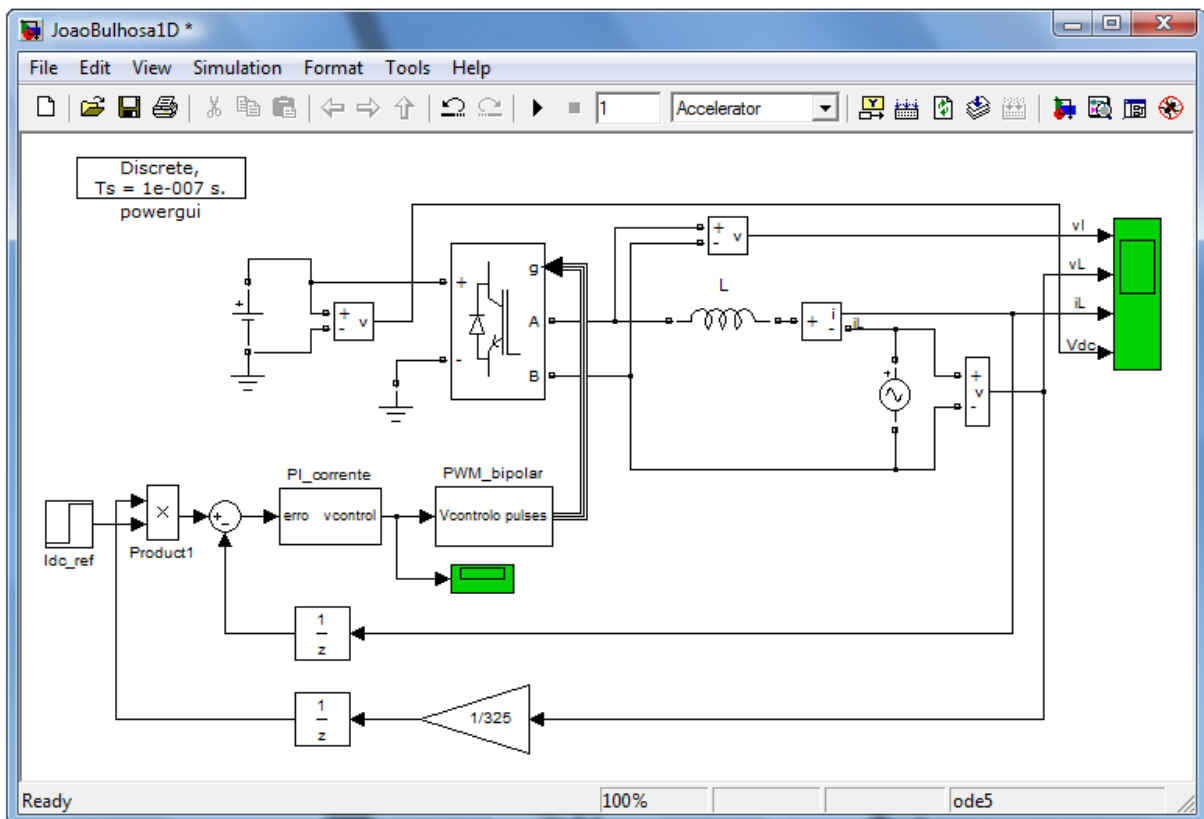 JoaoBulhosa1D *
File Edit View Simulation Format Tools Help
1 Accelerator
Discrete,
Ts = 1e-007 s.
powergui
+
+
- v
+
-
g
A
B
+
- v
L
+ i
-
iL
+
+
v
-
vI
vL
iL
Vdc
Idc_ref
×
Product1
+
-
PI_corrente
erro vcontrol
PWM_bipolar
Vcontrolo pulses
1
z
1
z
1/325
Ready 100% ode5